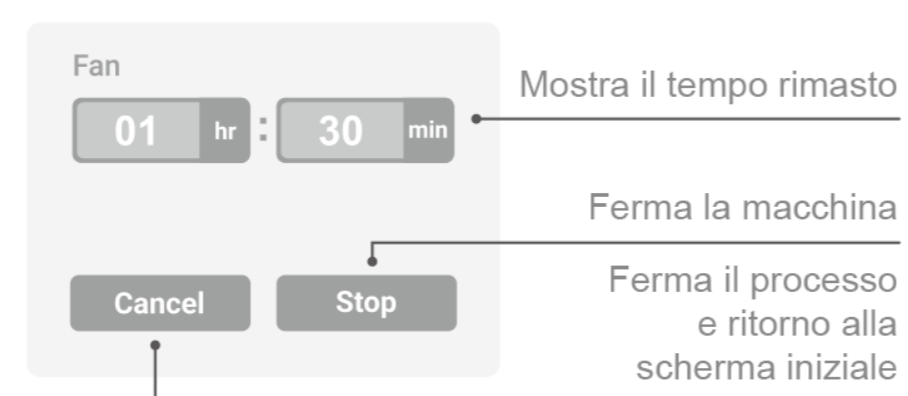 Fan
01 hr : 30 min
Mostra il tempo rimasto
Ferma la macchina
Cancel Stop
Ferma il processo
e ritorno alla
scherma iniziale